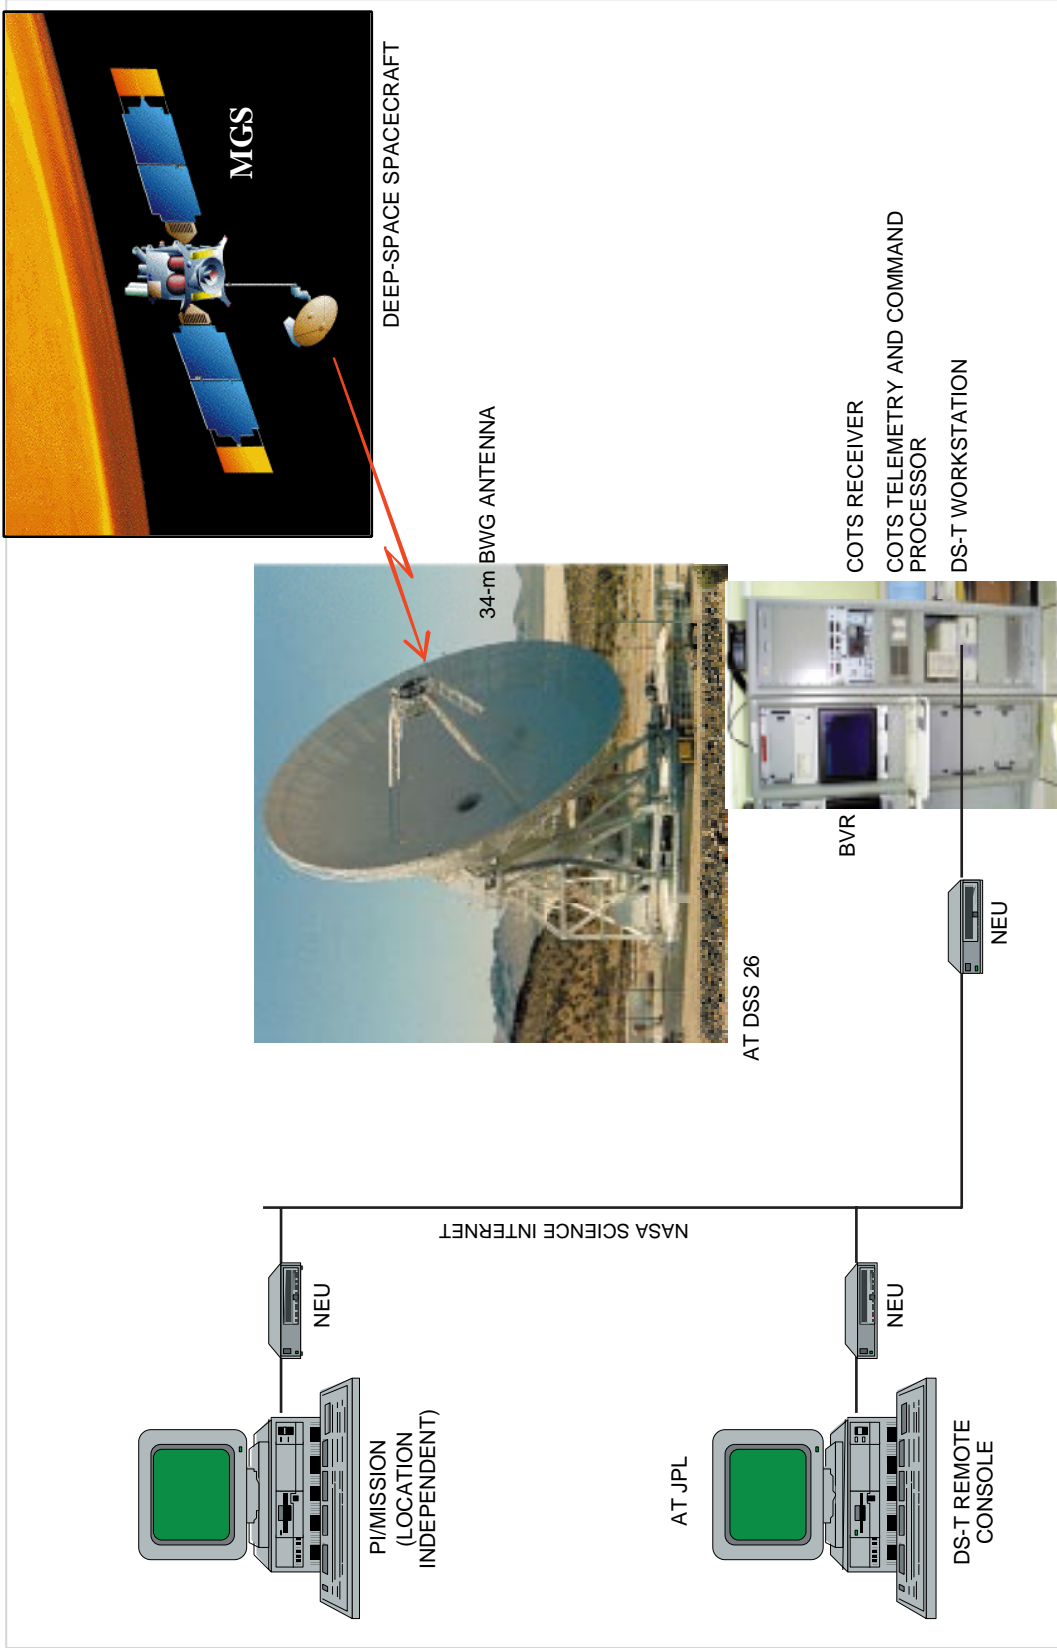 MGS
DEEP-SPACE SPACECRAFT
34-m BWG ANTENNA
AT DSS 26
COTS RECEIVER
COTS TELEMETRY AND COMMAND
PROCESSOR
DS-T WORKSTATION
BVR
NEU
NASA SCIENCE INTERNET
NEU
PI/MISSION
(LOCATION
INDEPENDENT)
AT JPL
NEU
DS-T REMOTE
CONSOLE